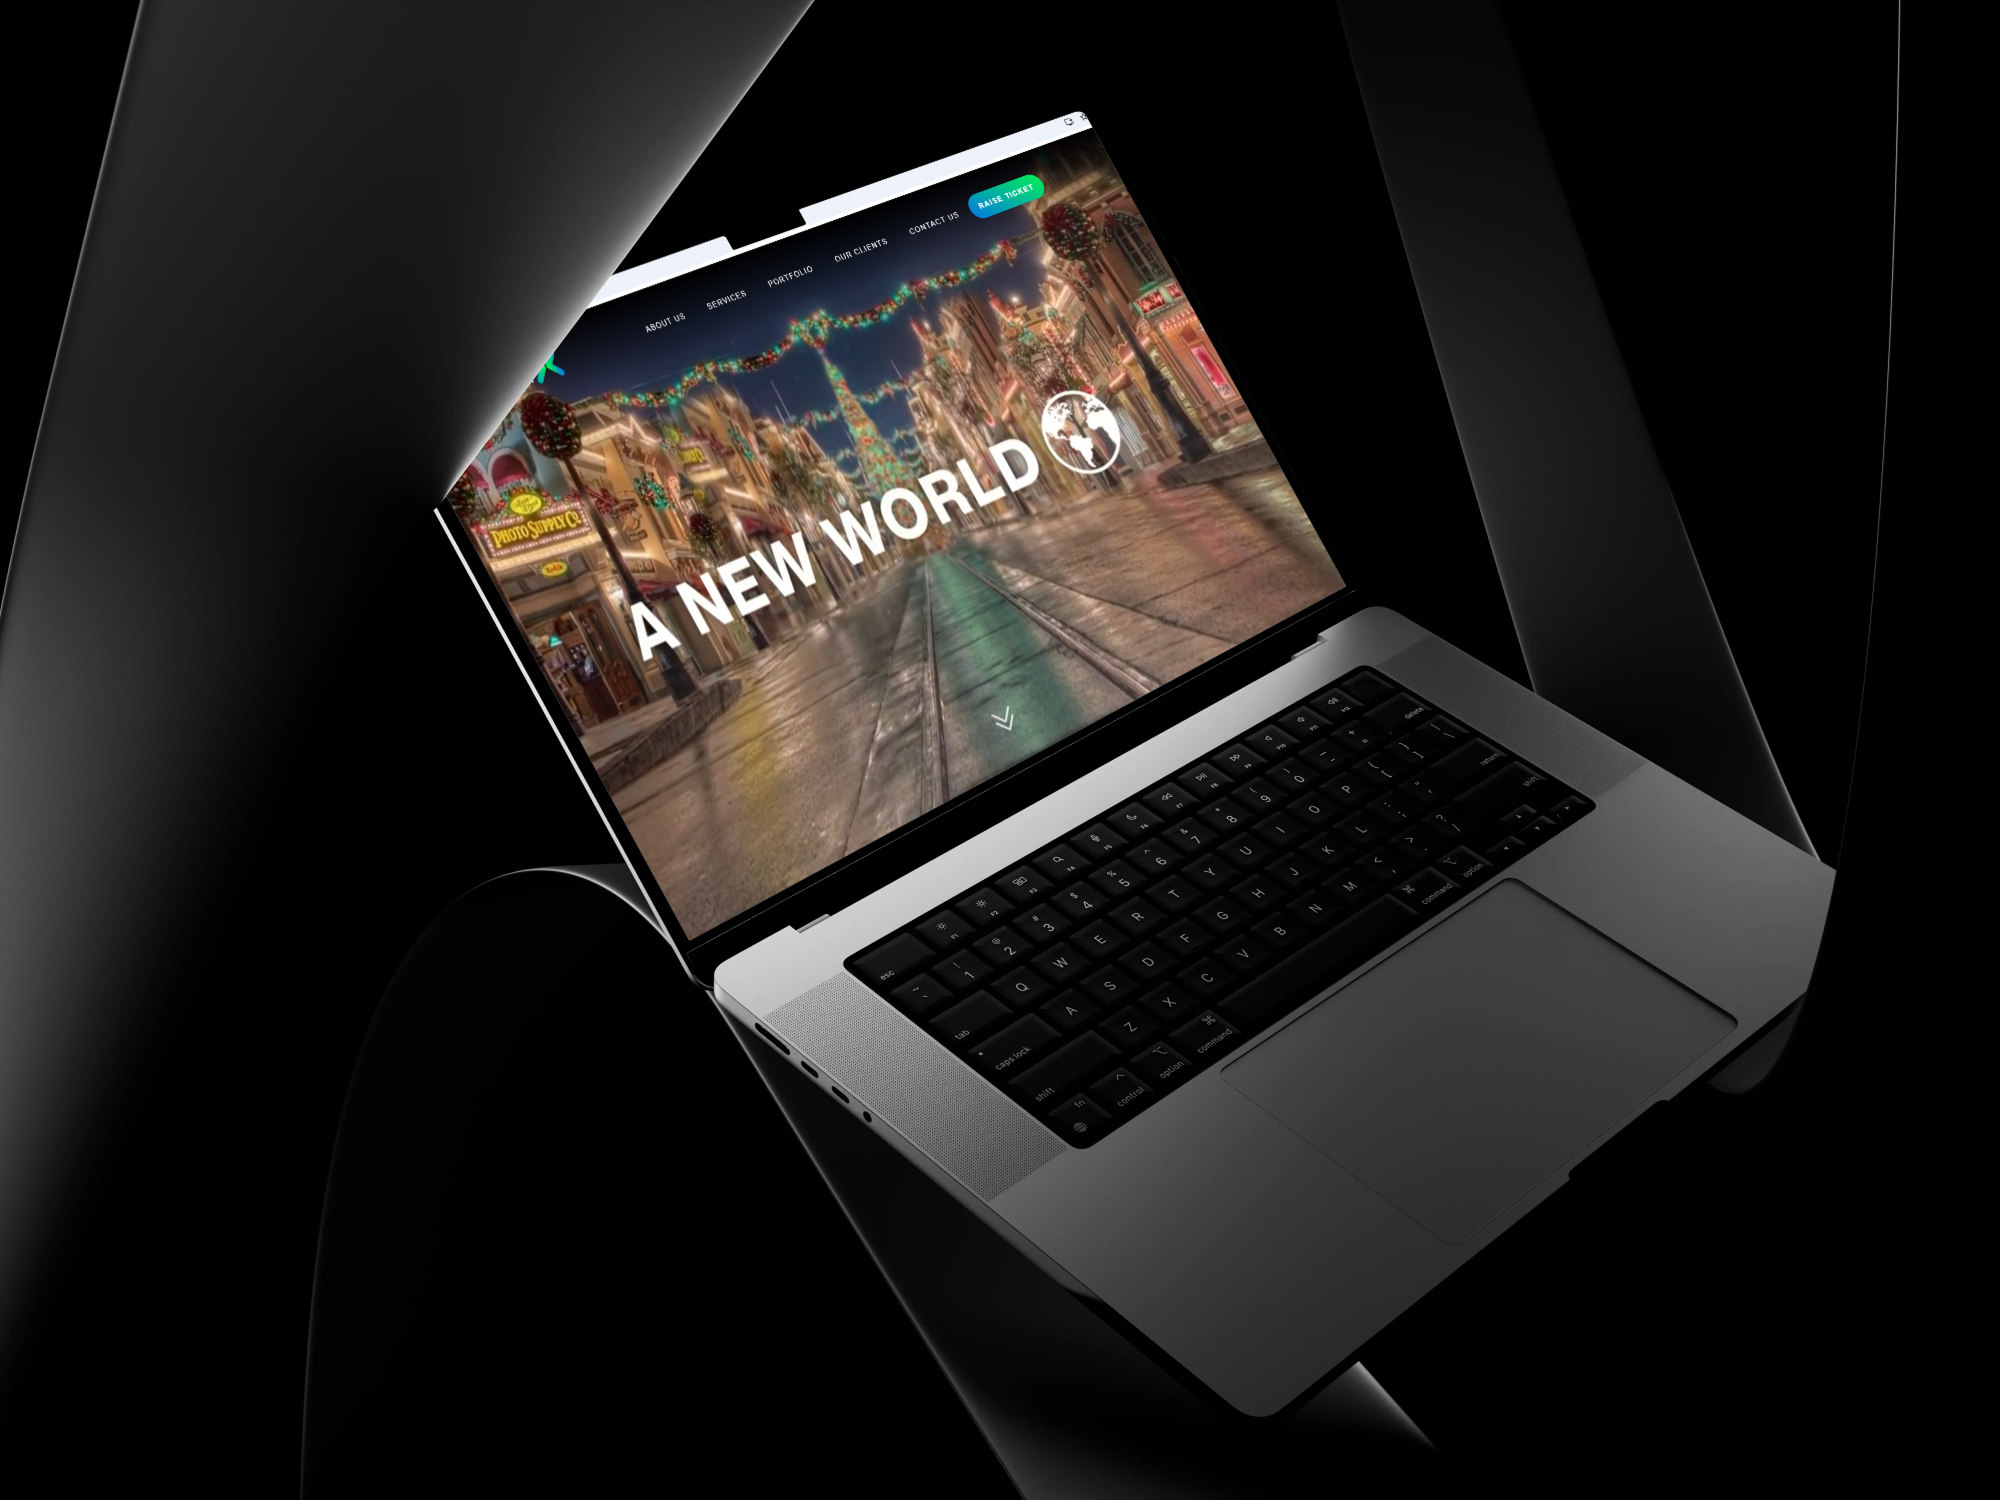 ABOUT US
SERVICES
PORTFOLIO
OUR CLIENTS
CONTACT US
RAISE TICKET
A NEW WORLD
PHOTO SUPPLY CO.
Kodak
esc F1 F2 F3 F4 F5 F6 F7 F8 F9 F10 F11 F12
~ ` ! 1 @ 2 # 3 $ 4 % 5 ^ 6 & 7 * 8 ( 9 ) 0 _ - + = delete
tab Q W E R T Y U I O P { [ } ] | \
caps lock A S D F G H J K L : ; " ' return
shift Z X C V B N M < , > . ? / shift
fn control option command command option